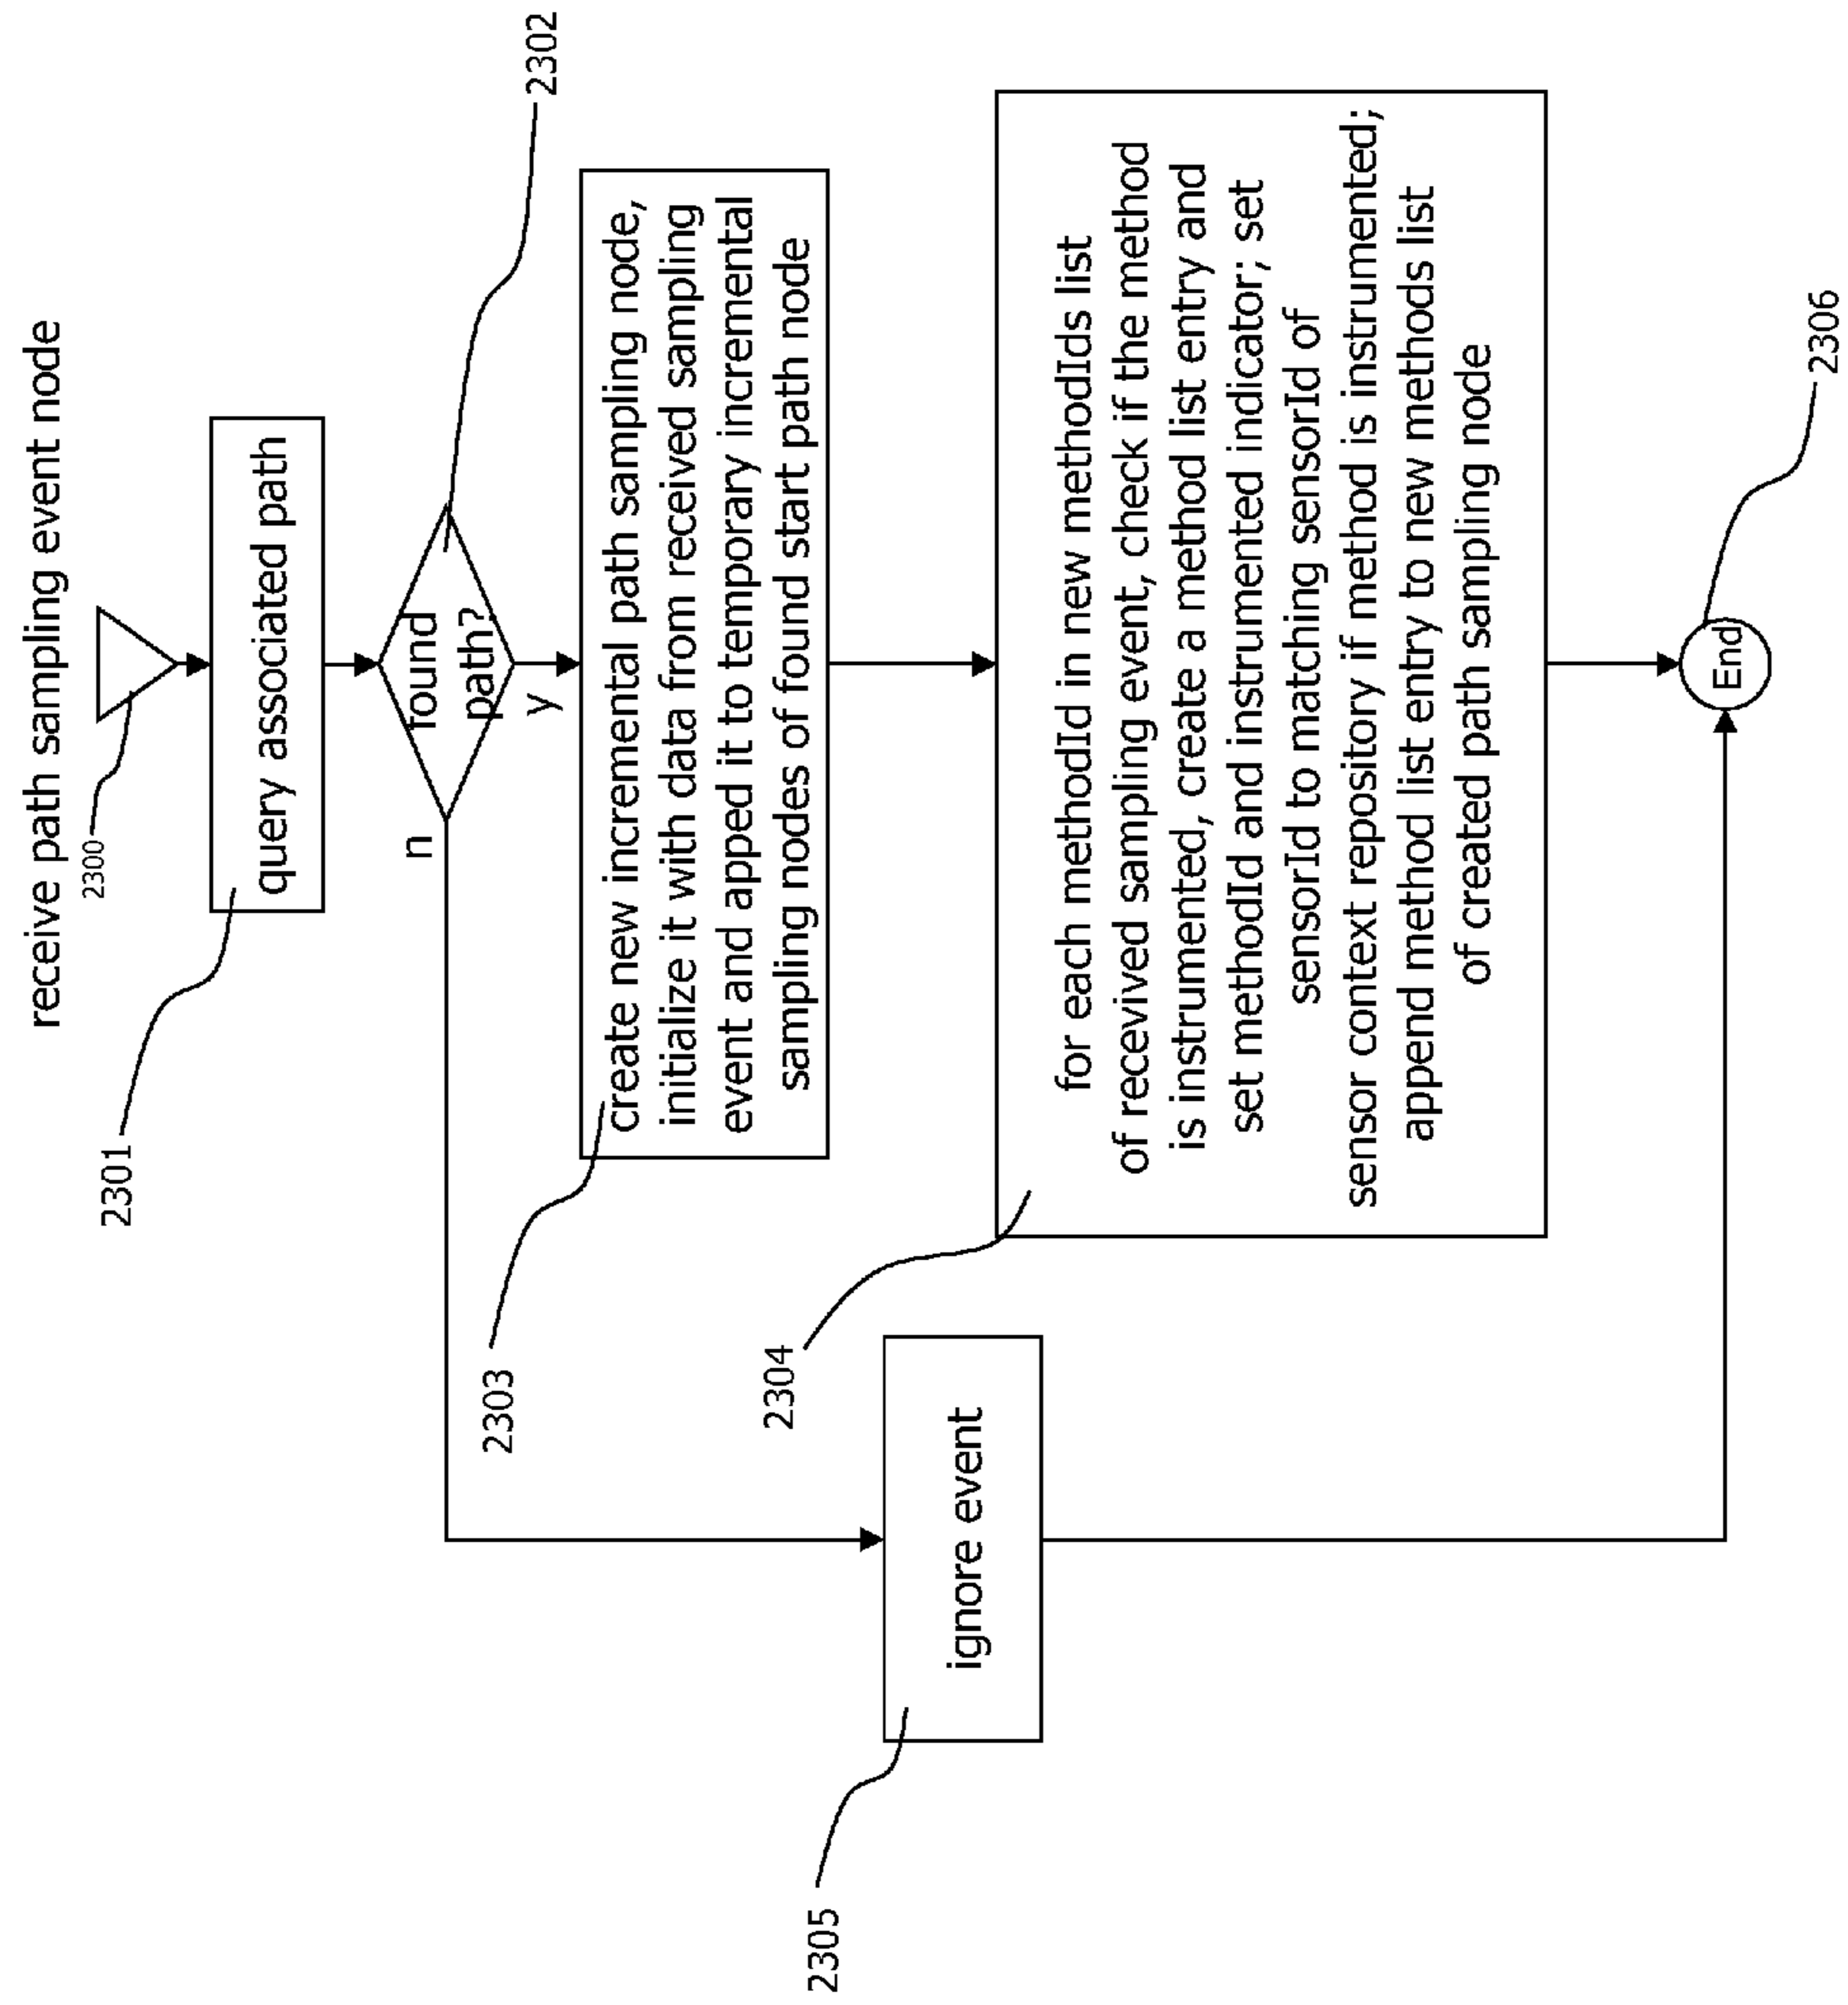 receive path sampling event node
2300
2301
query associated path
2302
found
path?
n
y
2303
create new incremental path sampling node,
initialize it with data from received sampling
event and apped it to temporary incremental
sampling nodes of found start path node
2304
for each methodId in new methodIds list
of received sampling event, check if the method
is instrumented, create a method list entry and
set methodId and instrumented indicator; set
sensorId to matching sensorId of
sensor context repository if method is instrumented;
append method list entry to new methods list
of created path sampling node
2305
ignore event
End
2306